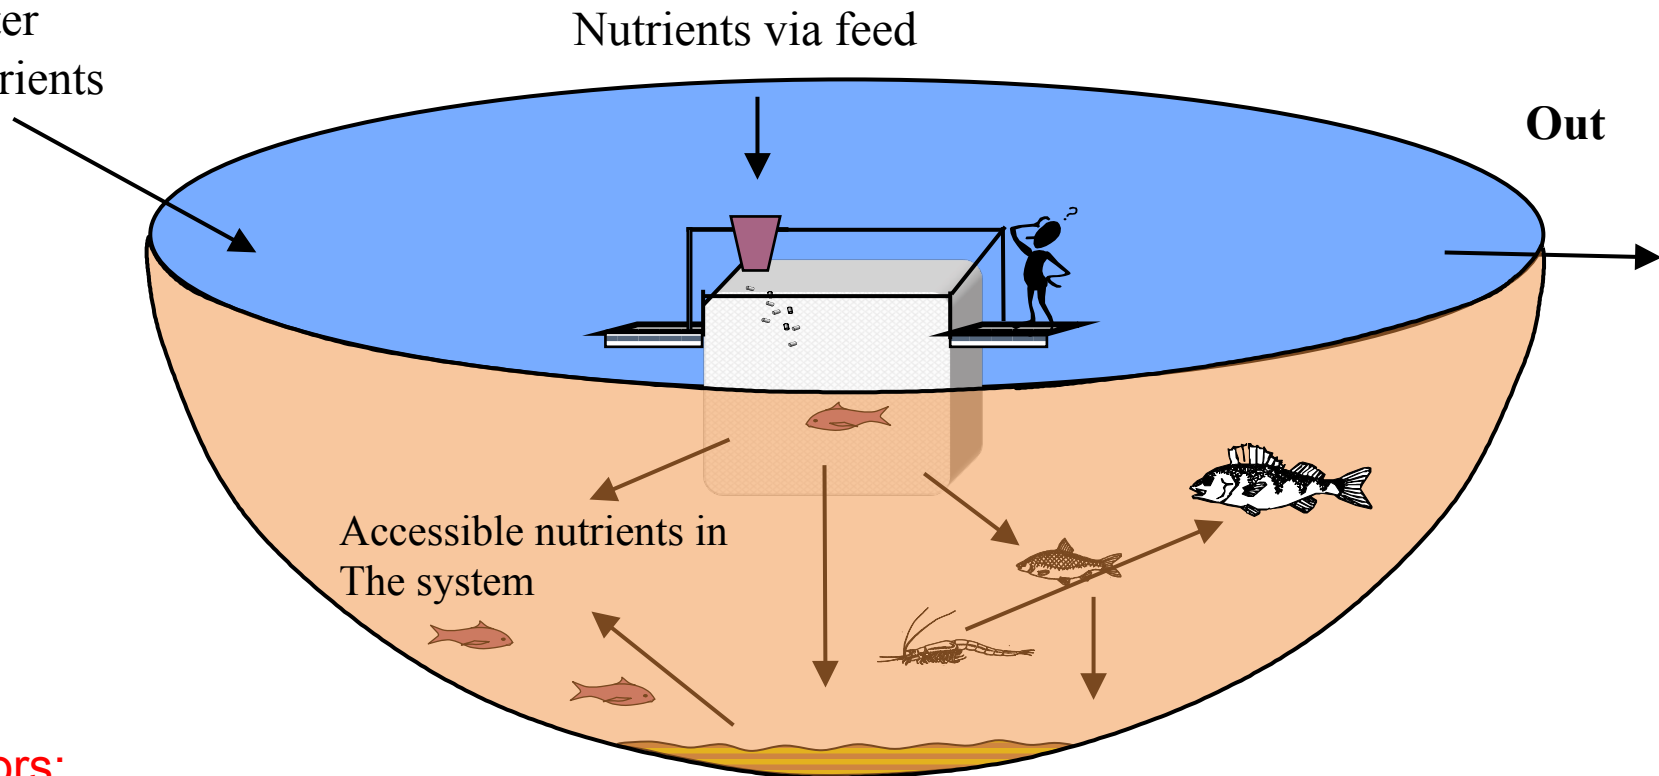 Nutrients via feed
Out
Accessible nutrients in
The system
?